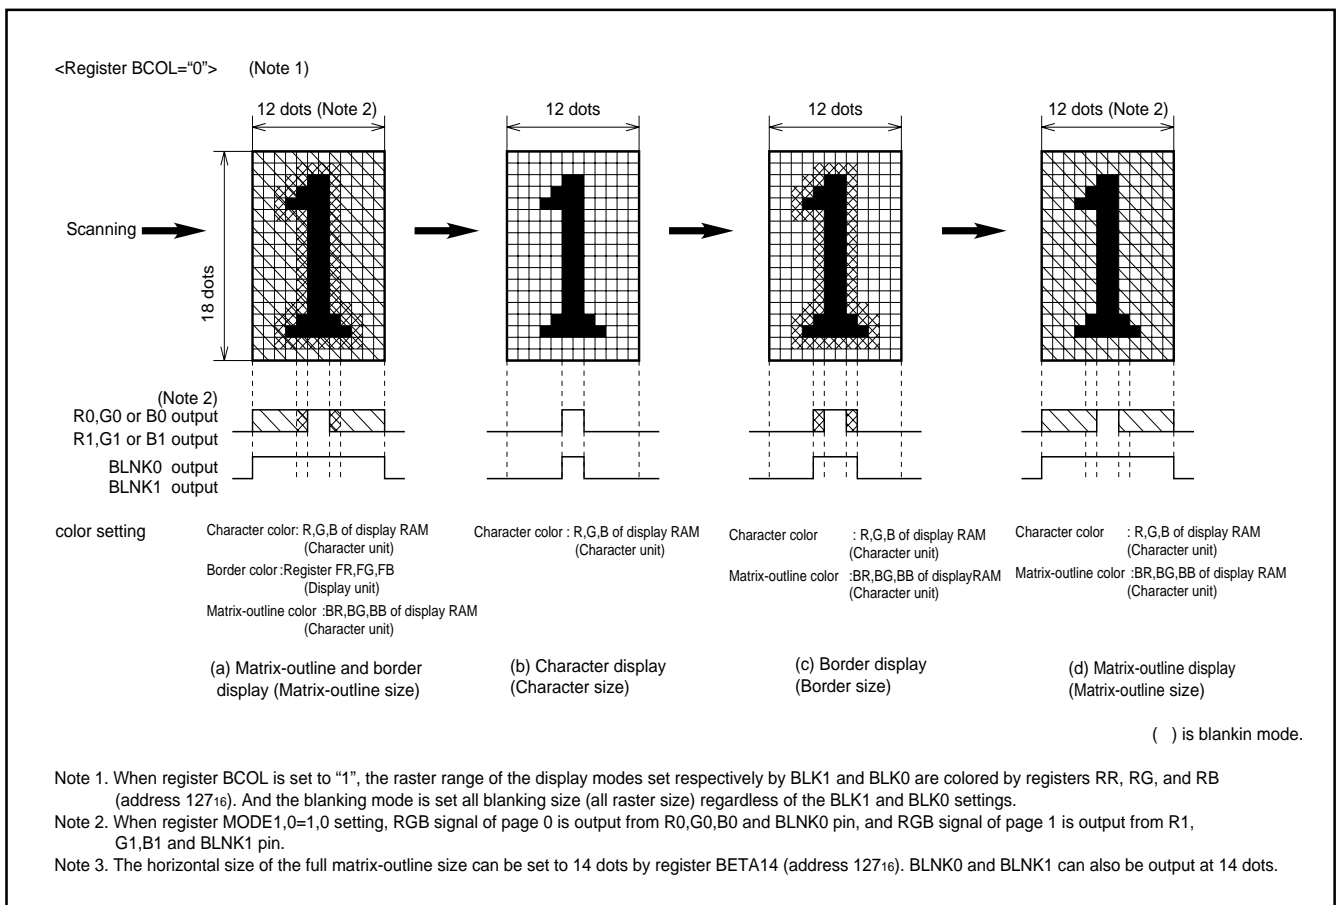 <Register BCOL=“0”> (Note 1)
12 dots (Note 2)
12 dots
12 dots
12 dots (Note 2)
Scanning
18 dots
(Note 2)
R0,G0 or B0 output
R1,G1 or B1 output
BLNK0 output
BLNK1 output
color setting
Character color: R,G,B of display RAM
(Character unit)
Border color :Register FR,FG,FB
(Display unit)
Matrix-outline color :BR,BG,BB of display RAM
(Character unit)
Character color : R,G,B of display RAM
(Character unit)
Character color : R,G,B of display RAM
(Character unit)
Matrix-outline color :BR,BG,BB of displayRAM
(Character unit)
Character color : R,G,B of display RAM
(Character unit)
Matrix-outline color :BR,BG,BB of display RAM
(Character unit)
(a) Matrix-outline and border
display (Matrix-outline size)
(b) Character display
(Character size)
(c) Border display
(Border size)
(d) Matrix-outline display
(Matrix-outline size)
( ) is blankin mode.
Note 1. When register BCOL is set to “1”, the raster range of the display modes set respectively by BLK1 and BLK0 are colored by registers RR, RG, and RB
(address 12716). And the blanking mode is set all blanking size (all raster size) regardless of the BLK1 and BLK0 settings.
Note 2. When register MODE1,0=1,0 setting, RGB signal of page 0 is output from R0,G0,B0 and BLNK0 pin, and RGB signal of page 1 is output from R1,
G1,B1 and BLNK1 pin.
Note 3. The horizontal size of the full matrix-outline size can be set to 14 dots by register BETA14 (address 12716). BLNK0 and BLNK1 can also be output at 14 dots.